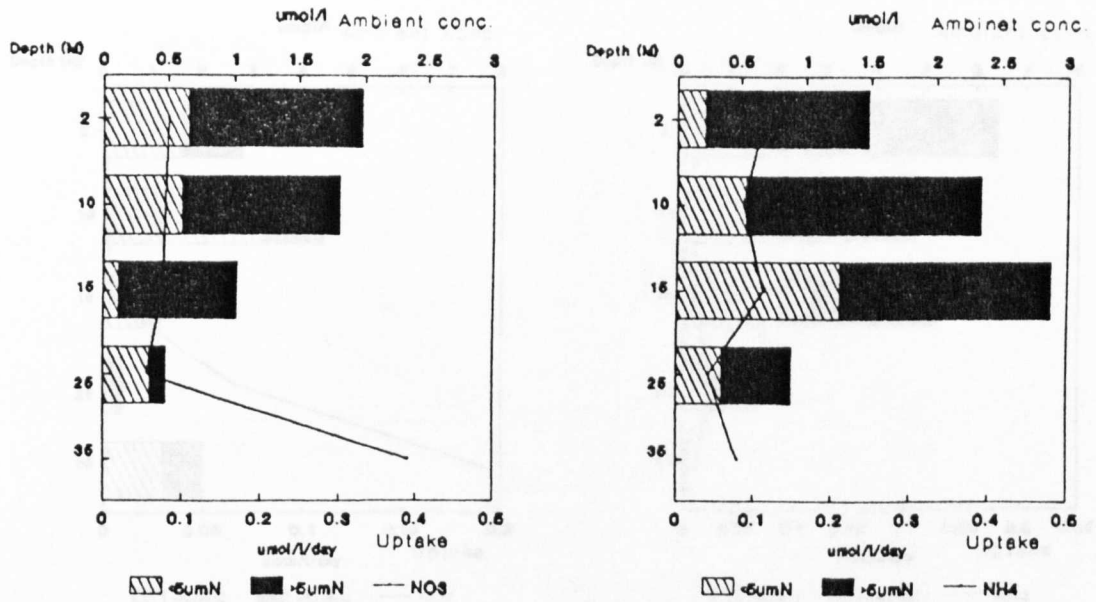 umol/l Ambient conc.
Depth (M) 0 0.5 1 1.5 2 2.5 3
2
10
15
25
35
0 0.1 0.2 0.3 0.4 0.5
umol/l/day Uptake
<5umN >5umN NO3
umol/l Ambinet conc.
Depth (M) 0 0.5 1 1.5 2 2.5 3
2
10
15
25
35
0 0.1 0.2 0.3 0.4 0.5
umol/l/day Uptake
<5umN >5umN NH4